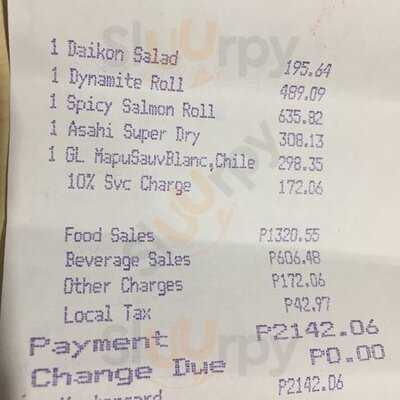 1 Daikon Salad 195.64
1 Dynamite Roll 489.09
1 Spicy Salmon Roll 635.82
1 Asahi Super Dry 308.13
1 GL MapuSauvBlanc,Chile 298.35
10% Svc Charge 172.06
Food Sales P1320.55
Beverage Sales P606.48
Other Charges P172.06
Local Tax P42.97
Payment P2142.06
Change Due P0.00
P2142.06
Sluurpy
Sluurpy
Sluurpy